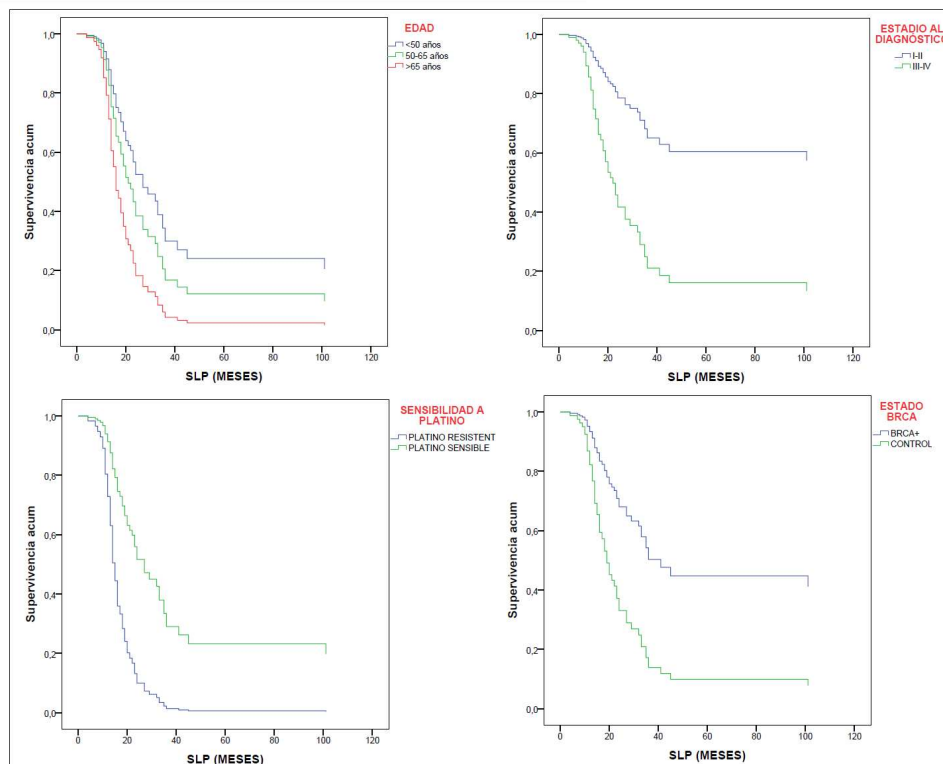 EDAD
<50 años
50-65 años
>65 años
Supervivencia acum
1,0
0,8
0,6
0,4
0,2
0,0
0
20
40
60
80
100
120
SLP (MESES)
ESTADIO AL
DIAGNÓSTICO
I-II
III-IV
Supervivencia acum
1,0
0,8
0,6
0,4
0,2
0,0
0
20
40
60
80
100
120
SLP (MESES)
SENSIBILIDAD A
PLATINO
PLATINO RESISTENT
PLATINO SENSIBLE
Supervivencia acum
1,0
0,8
0,6
0,4
0,2
0,0
0
20
40
60
80
100
120
SLP (MESES)
ESTADO
BRCA
BRCA+
CONTROL
Supervivencia acum
1,0
0,8
0,6
0,4
0,2
0,0
0
20
40
60
80
100
120
SLP (MESES)